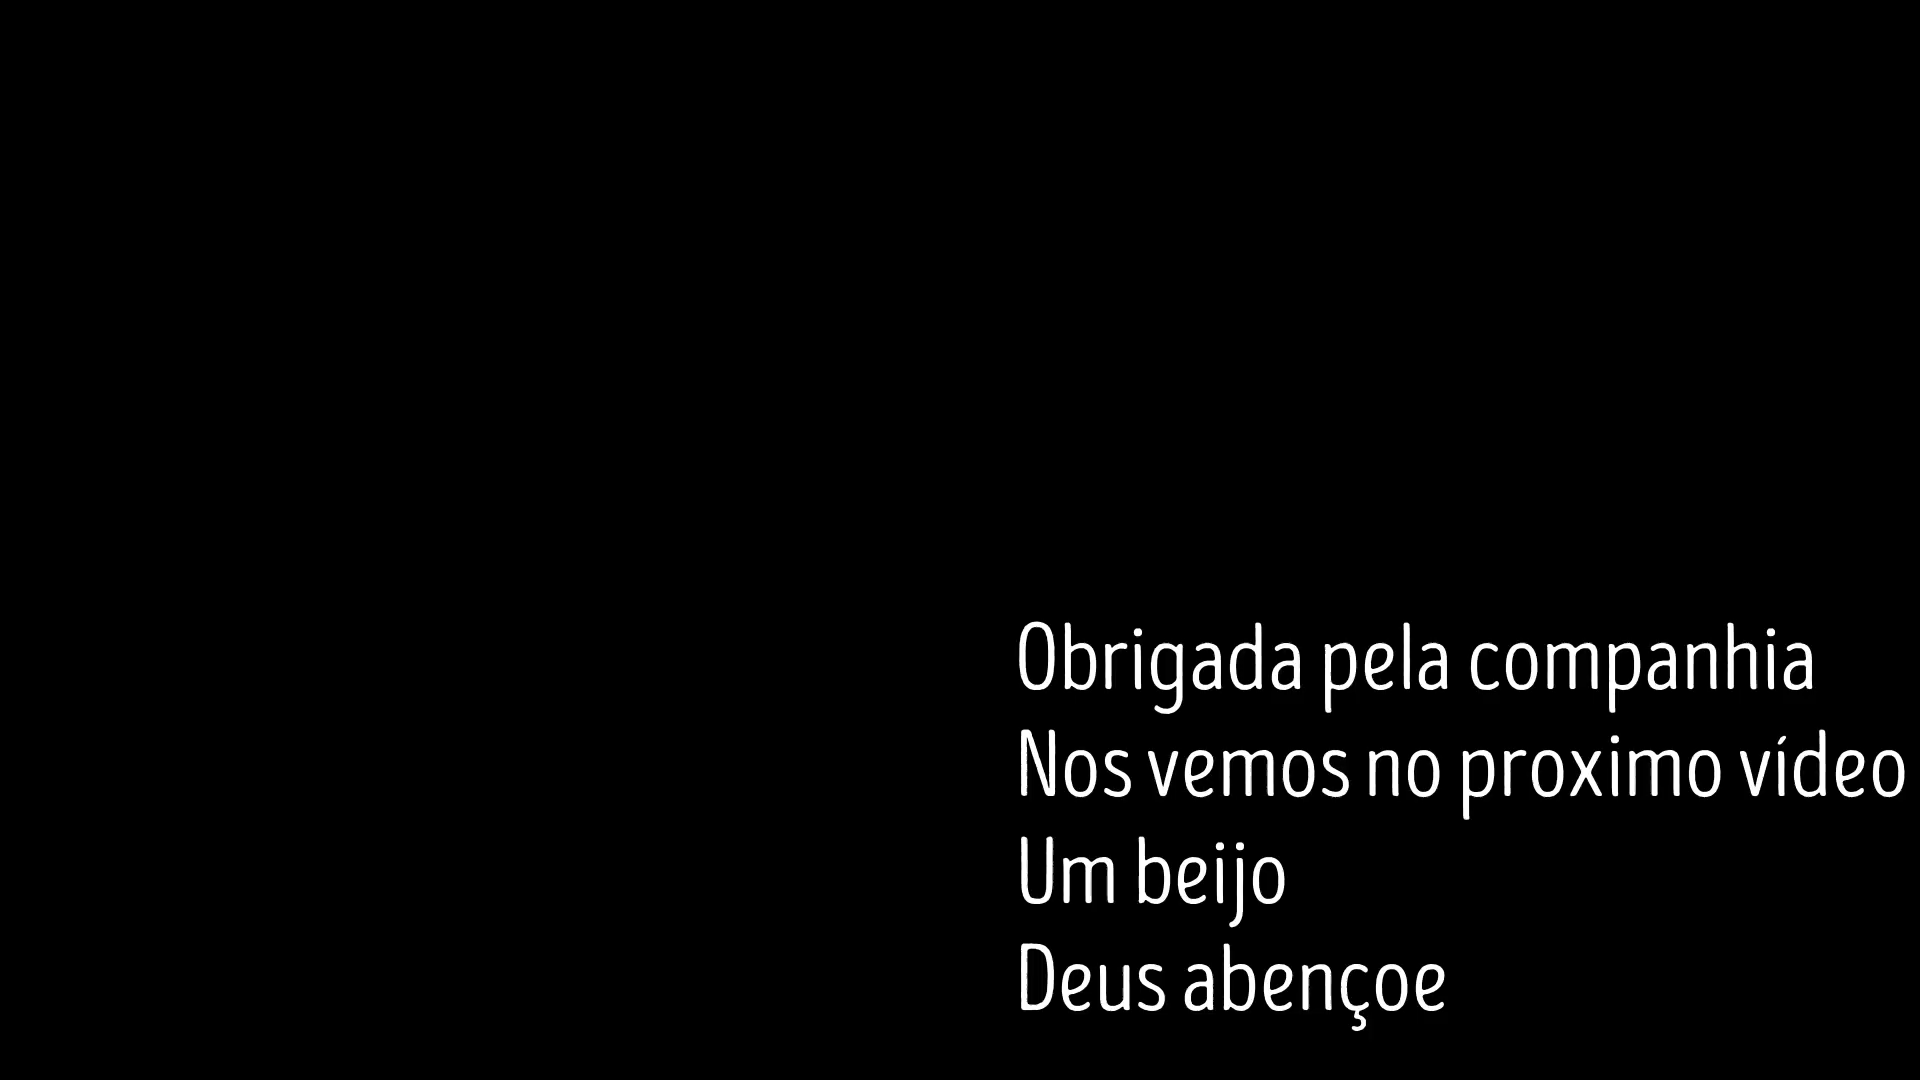 Obrigada pela companhia
Nos vemos no proximo vídeo
Um beijo
Deus abençoe